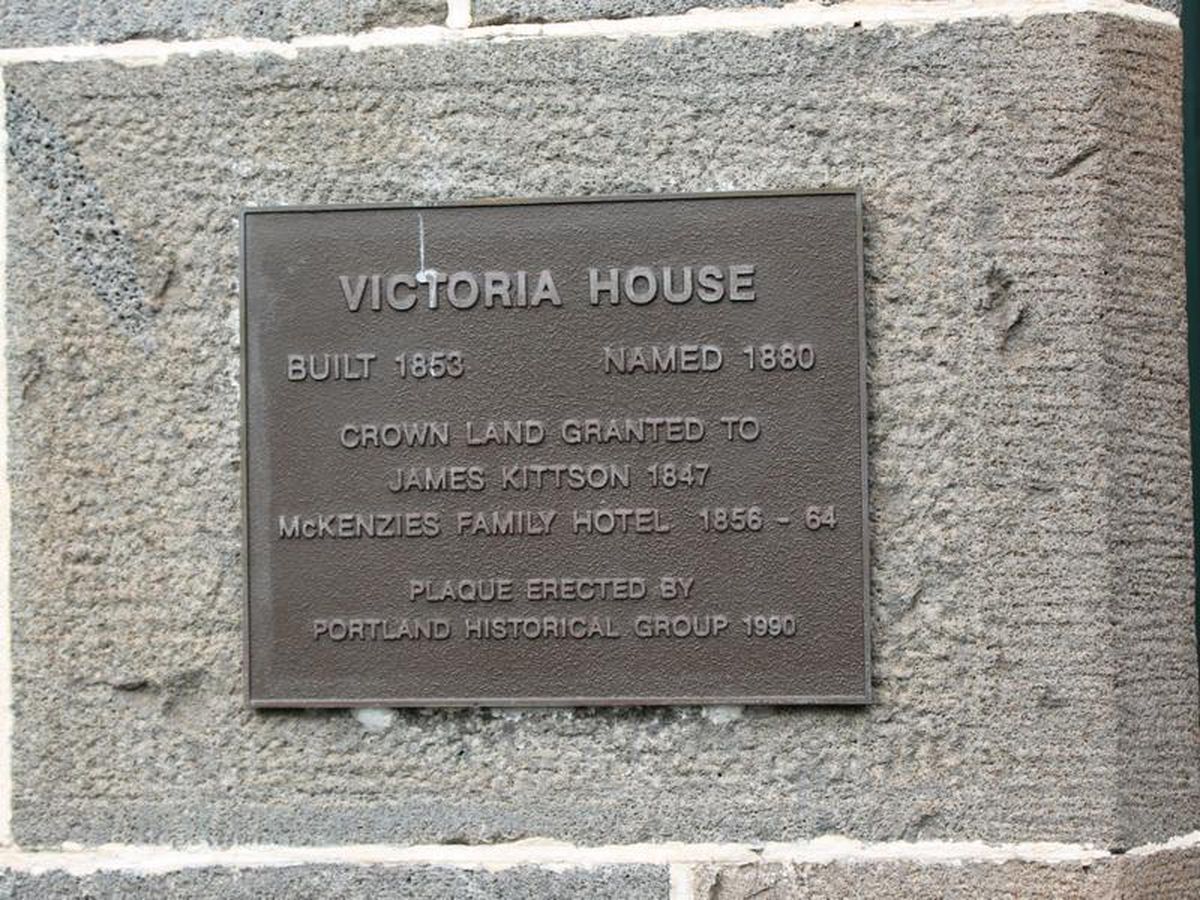 VICTORIA HOUSE
BUILT 1853 NAMED 1880
CROWN LAND GRANTED TO
JAMES KITTSON 1847
McKENZIES FAMILY HOTEL 1856 - 64
PLAQUE ERECTED BY
PORTLAND HISTORICAL GROUP 1990